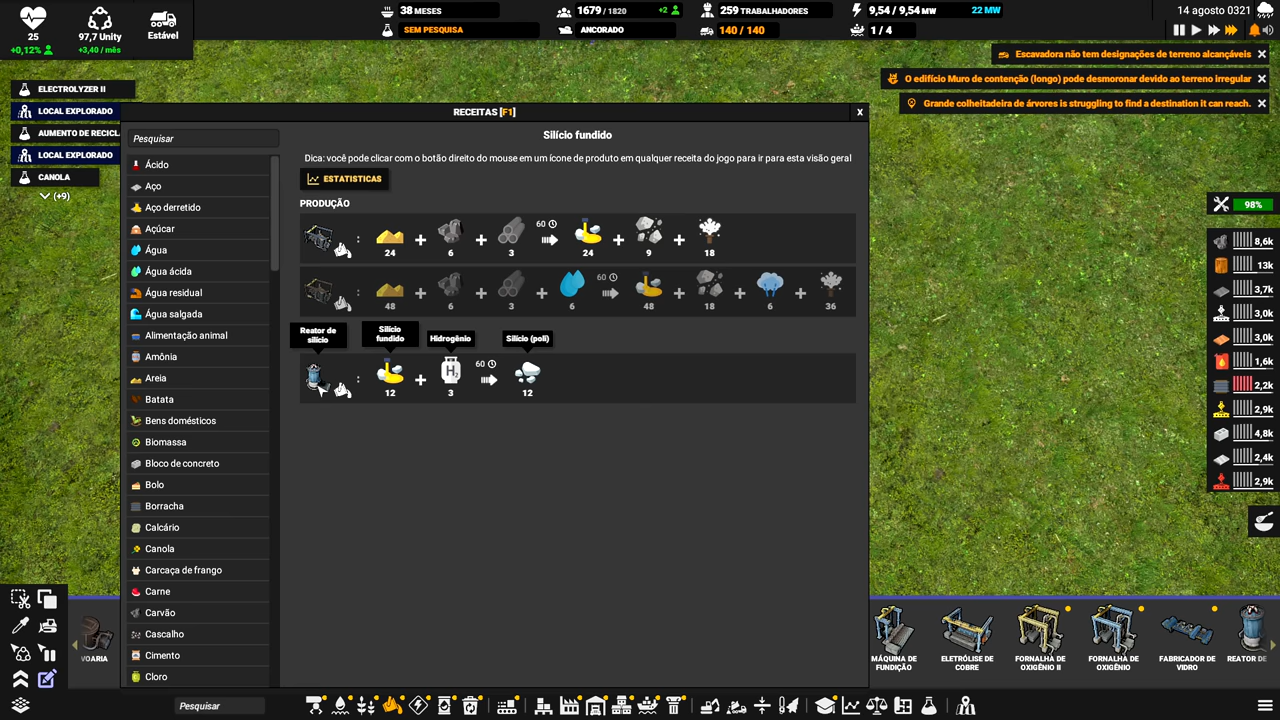 25
+0,12%
97,7 Unity
+3,40 / mês
Estável
38 MESES
SEM PESQUISA
1679 / 1820 +2
ANCORADO
259 TRABALHADORES
140 / 140
9,54 / 9,54 MW 22 MW
1 / 4
14 agosto 0321
Escavadora não tem designações de terreno alcançáveis X
O edifício Muro de contenção (longo) pode desmoronar devido ao terreno irregular X
Grande colheitadeira de árvores is struggling to find a destination it can reach. X
ELECTROLYZER II
LOCAL EXPLORADO
AUMENTO DE RECICL
LOCAL EXPLORADO
CANOLA
(+9)
RECEITAS [F1] X
Pesquisar
Ácido
Aço
Aço derretido
Açúcar
Água
Água ácida
Água residual
Água salgada
Alimentação animal
Amônia
Areia
Batata
Bens domésticos
Biomassa
Bloco de concreto
Bolo
Borracha
Calcário
Canola
Carcaça de frango
Carne
Carvão
Cascalho
Cimento
Cloro
Silício fundido
Dica: você pode clicar com o botão direito do mouse em um ícone de produto em qualquer receita do jogo para ir para esta visão geral
ESTATISTICAS
PRODUÇÃO
: 24 + 6 + 3 60 24 + 9 + 18
: 48 + 6 + 3 + 6 60 48 + 18 + 6 + 36
Reator de silício
Silício fundido
Hidrogênio
Silício (poli)
: 12 + H2 3 60 12
98%
8,6k
13k
3,7k
3,0k
3,0k
1,6k
2,2k
2,9k
4,8k
2,4k
2,9k
VOARIA
MÁQUINA DE FUNDIÇÃO
ELETRÓLISE DE COBRE
FORNALHA DE OXIGÊNIO II
FORNALHA DE OXIGÊNIO
FABRICADOR DE VIDRO
REATOR DE
Pesquisar